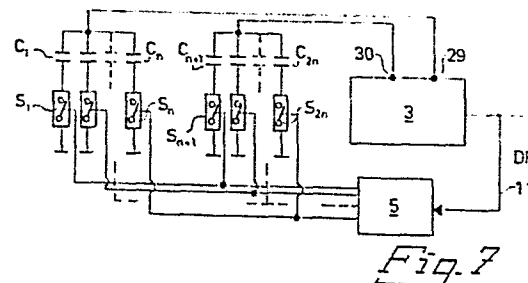 30 29
C₁ Cₙ Cₙ₊₁ C₂ₙ
S₁ Sₙ Sₙ₊₁ S₂ₙ
3
5
Fig. 7